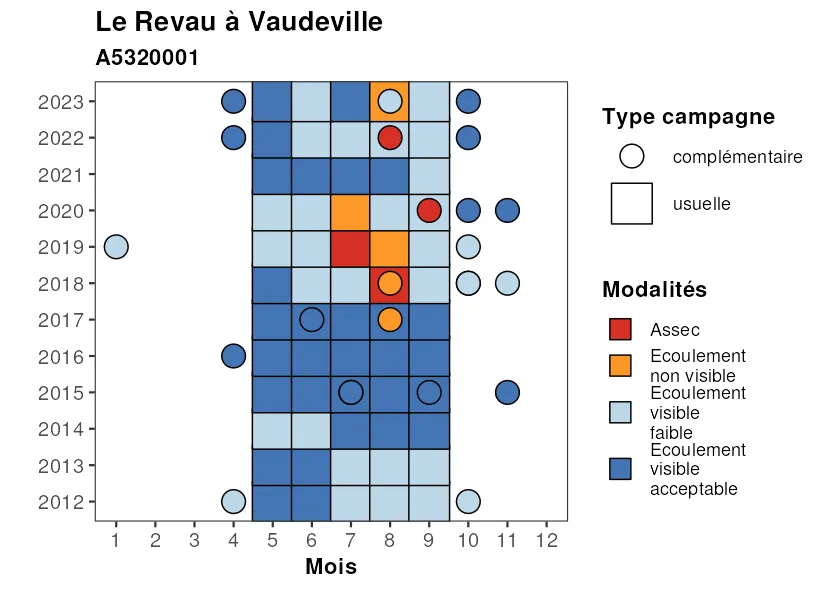 Le Revau à Vaudeville
A5320001
2023
2022
2021
2020
2019
2018
2017
2016
2015
2014
2013
2012
1 2 3 4 5 6 7 8 9 10 11 12
Mois
Type campagne
complémentaire
usuelle
Modalités
Assec
Ecoulement
non visible
Ecoulement
visible
faible
Ecoulement
visible
acceptable